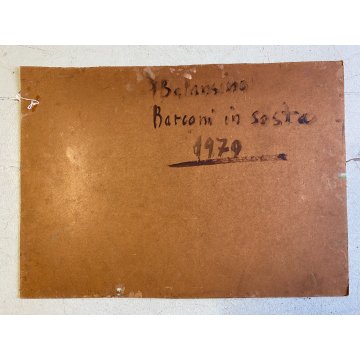 Balansino
Barconi in sosta
1979